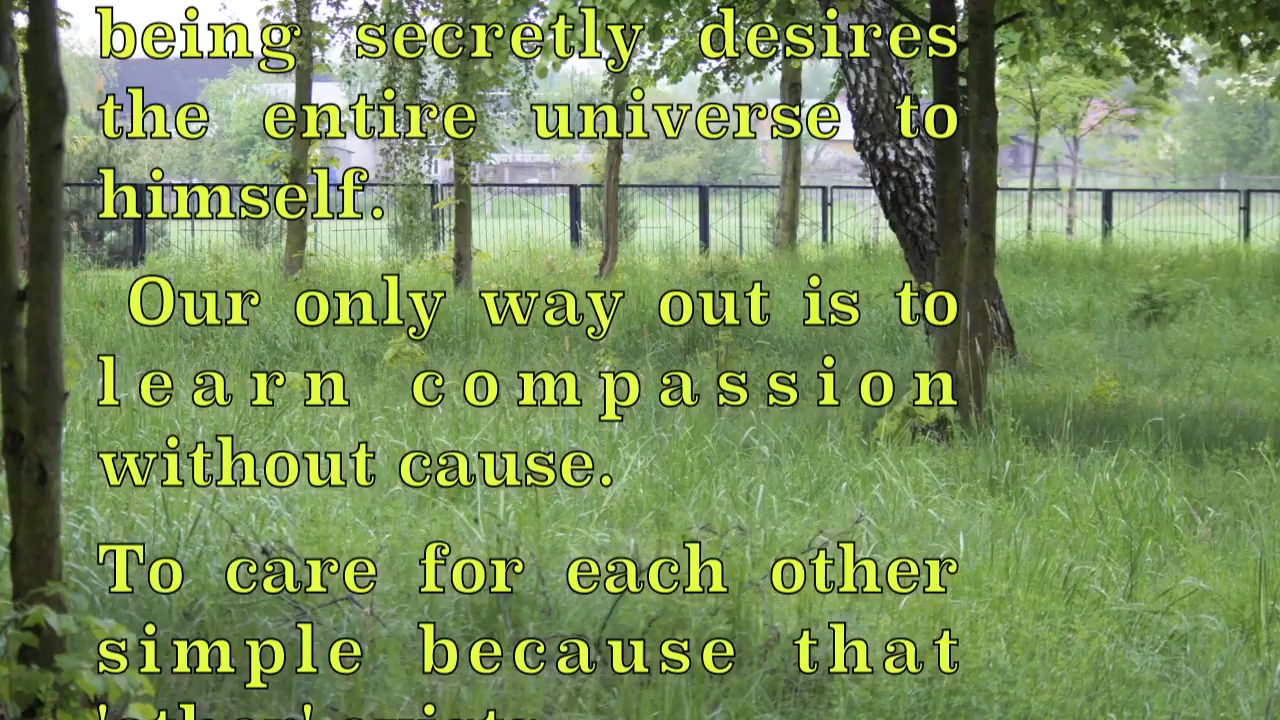 being secretly desires
the entire universe to
himself.
Our only way out is to
learn compassion
without cause.
To care for each other
simple because that
'other' exists